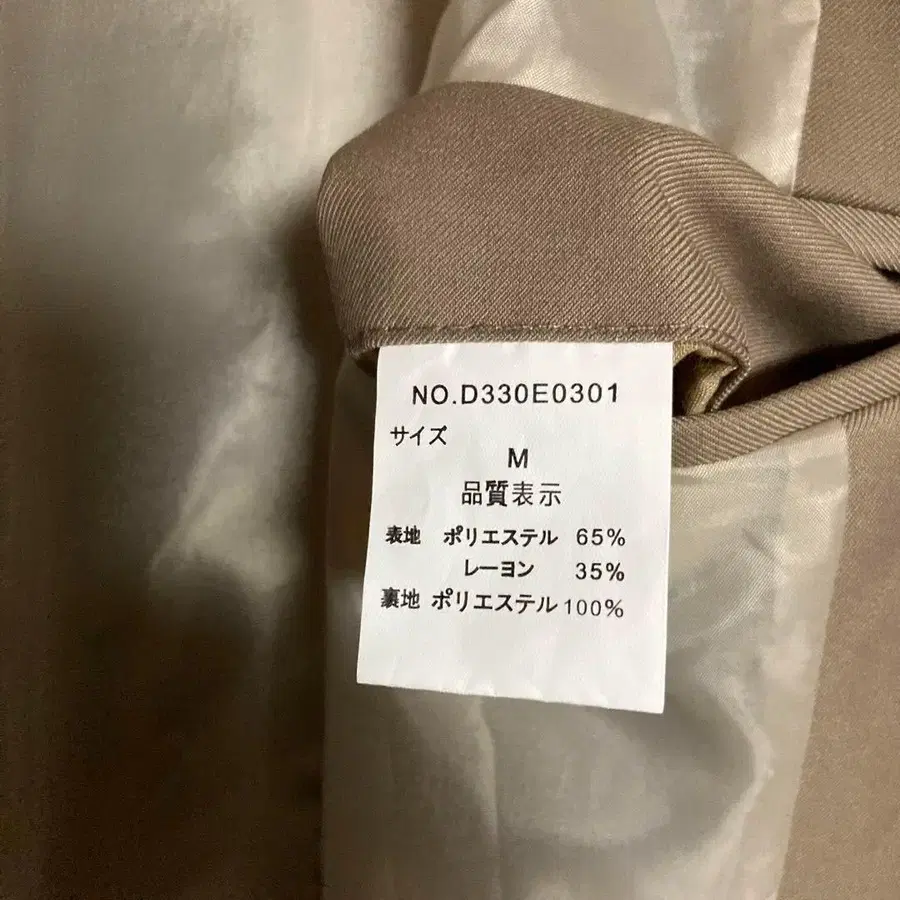 NO.D330E0301
サイズ
M
品質表示
表地 ポリエステル 65%
レーヨン 35%
裏地 ポリエステル 100%